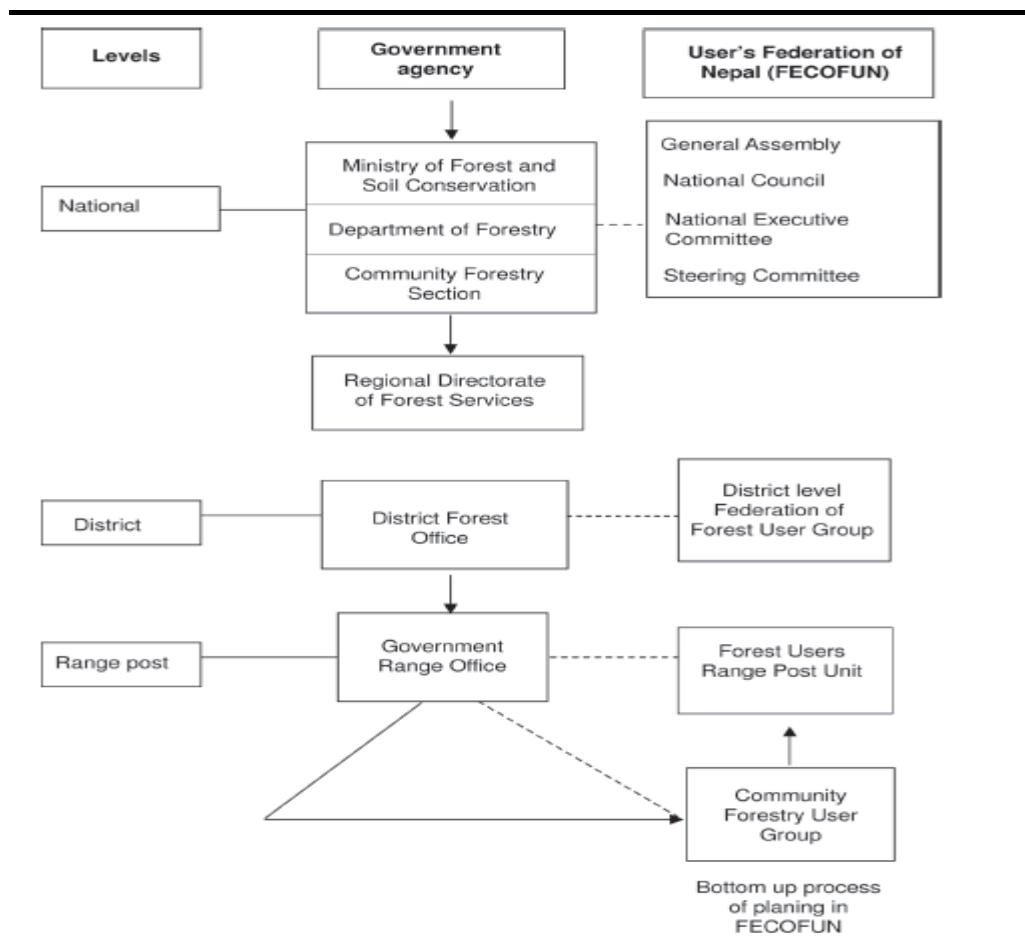 Levels
Government
agency
User's Federation of
Nepal (FECOFUN)
National
Ministry of Forest and
Soil Conservation
Department of Forestry
Community Forestry
Section
General Assembly
National Council
National Executive
Committee
Steering Committee
Regional Directorate
of Forest Services
District
District Forest
Office
District level
Federation of
Forest User Group
Range post
Government
Range Office
Forest Users
Range Post Unit
Community
Forestry User
Group
Bottom up process
of planing in
FECOFUN